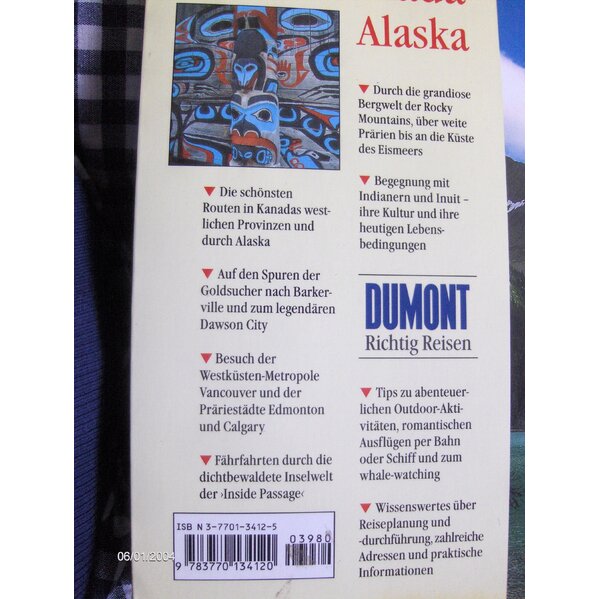 Alaska
▼ Durch die grandiose
Bergwelt der Rocky
Mountains, über weite
Prärien bis an die Küste
des Eismeers
▼ Begegnung mit
Indianern und Inuit –
ihre Kultur und ihre
heutigen Lebens-
bedingungen
▼ Die schönsten
Routen in Kanadas west-
lichen Provinzen und
durch Alaska
▼ Auf den Spuren der
Goldsucher nach Barker-
ville und zum legendären
Dawson City
▼ Besuch der
Westküsten-Metropole
Vancouver und der
Präriestädte Edmonton
und Calgary
▼ Fährfahrten durch die
dichtbewaldete Inselwelt
der ›Inside Passage‹
DUMONT
Richtig Reisen
▼ Tips zu abenteuer-
lichen Outdoor-Akti-
vitäten, romantischen
Ausflügen per Bahn
oder Schiff und zum
whale-watching
▼ Wissenswertes über
Reiseplanung und
-durchführung, zahlreiche
Adressen und praktische
Informationen
ISBN 3-7701-3412-5
03980
9 783770 134120
06/01/2004